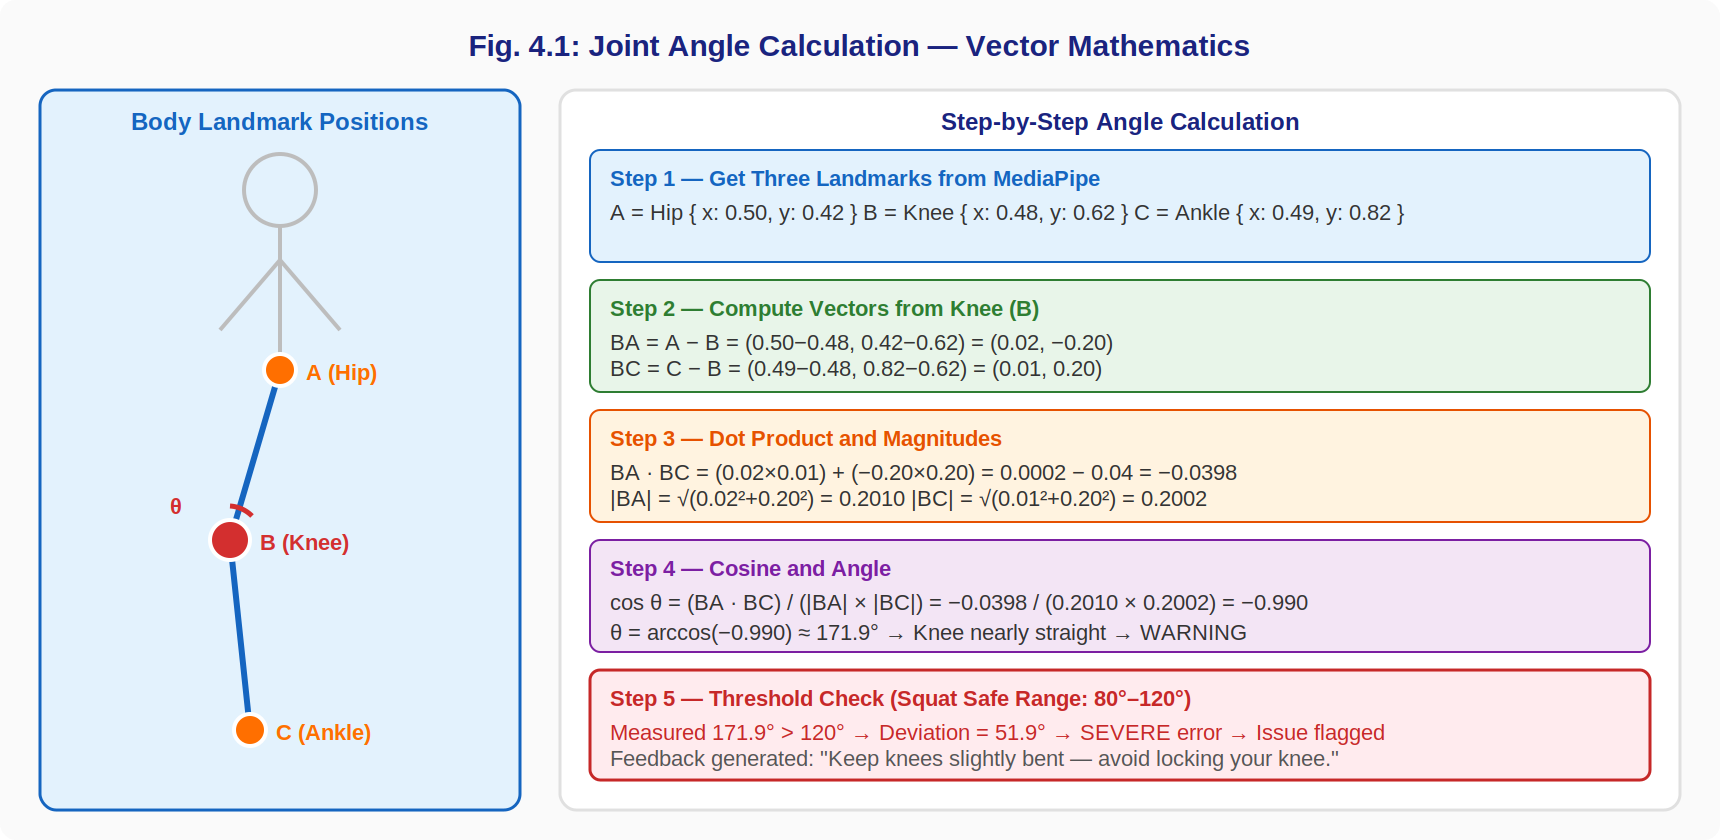 Fig. 4.1: Joint Angle Calculation — Vector Mathematics
Body Landmark Positions
A (Hip)
θ
B (Knee)
C (Ankle)
Step-by-Step Angle Calculation
Step 1 — Get Three Landmarks from MediaPipe
A = Hip { x: 0.50, y: 0.42 } B = Knee { x: 0.48, y: 0.62 } C = Ankle { x: 0.49, y: 0.82 }
Step 2 — Compute Vectors from Knee (B)
BA = A − B = (0.50−0.48, 0.42−0.62) = (0.02, −0.20)
BC = C − B = (0.49−0.48, 0.82−0.62) = (0.01, 0.20)
Step 3 — Dot Product and Magnitudes
BA · BC = (0.02×0.01) + (−0.20×0.20) = 0.0002 − 0.04 = −0.0398
|BA| = √(0.02²+0.20²) = 0.2010 |BC| = √(0.01²+0.20²) = 0.2002
Step 4 — Cosine and Angle
cos θ = (BA · BC) / (|BA| × |BC|) = −0.0398 / (0.2010 × 0.2002) = −0.990
θ = arccos(−0.990) ≈ 171.9° → Knee nearly straight → WARNING
Step 5 — Threshold Check (Squat Safe Range: 80°–120°)
Measured 171.9° > 120° → Deviation = 51.9° → SEVERE error → Issue flagged
Feedback generated: "Keep knees slightly bent — avoid locking your knee."